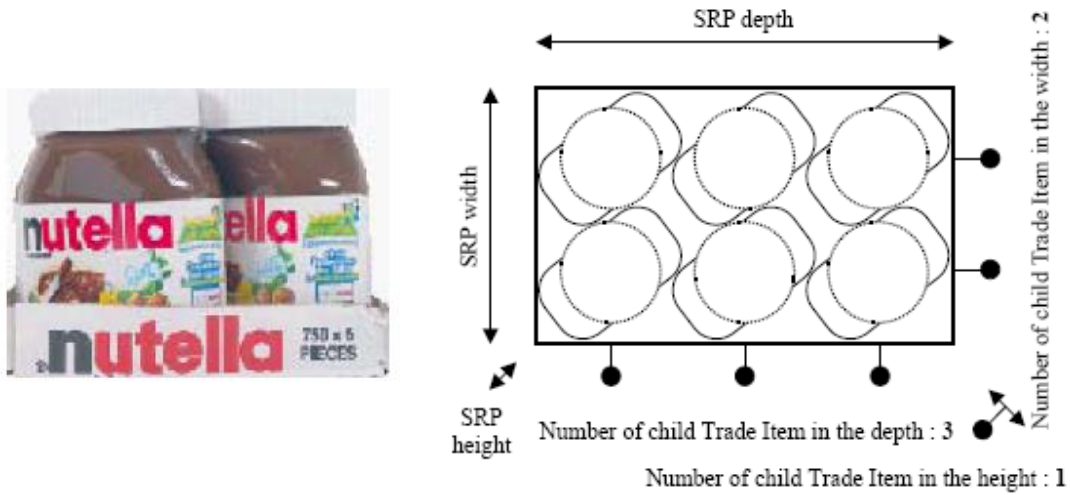 nutella
ella
nutella
750 x 6
PIECES
SRP depth
SRP width
SRP height
Number of child Trade Item in the depth : 3
Number of child Trade Item in the width : 2
Number of child Trade Item in the height : 1